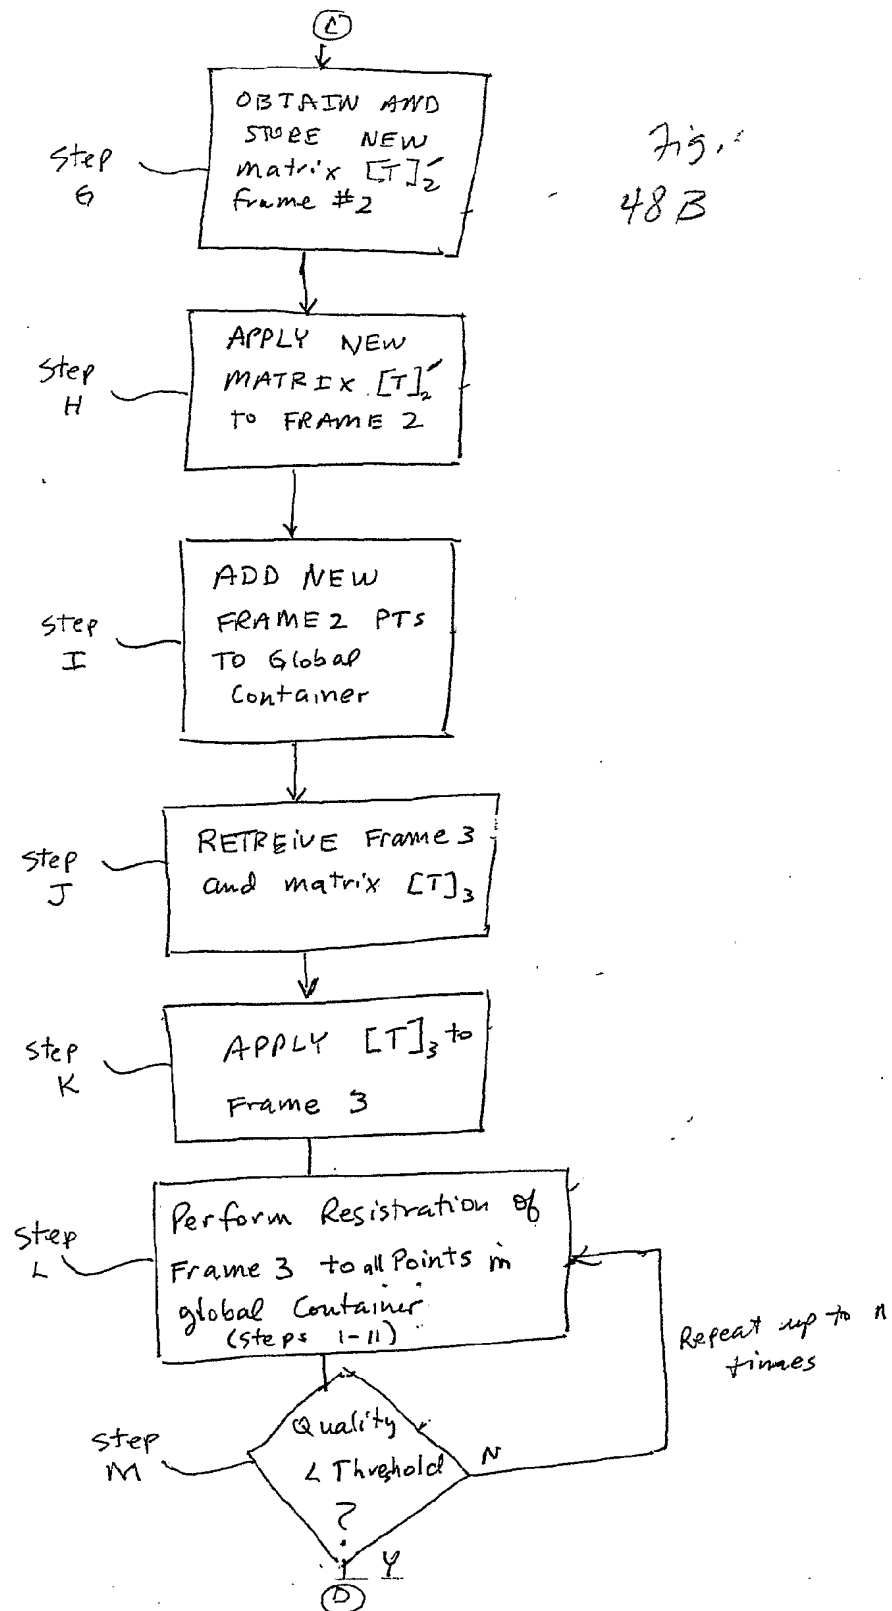 C
OBTAIN AND
STORE NEW
matrix [T]₂′
frame #2
Step
G
Fig.
48B
APPLY NEW
MATRIX [T]₂′
TO FRAME 2
Step
H
ADD NEW
FRAME 2 PTs
TO Global
Container
Step
I
RETREIVE Frame 3
and matrix [T]₃
Step
J
APPLY [T]₃ to
Frame 3
Step
K
Perform Resistration of
Frame 3 to all Points in
global Container
(steps 1-11)
Step
L
Repeat up to n
times
Quality
< Threshold
?
Step
M
N
Y
D